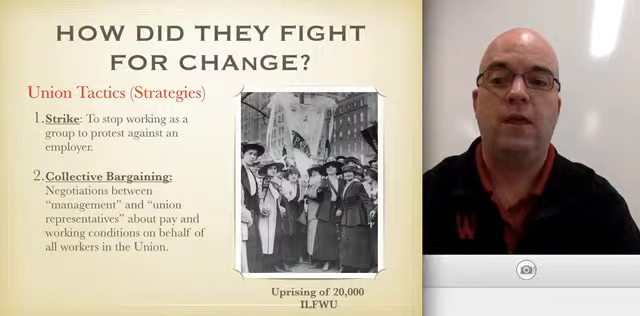 HOW DID THEY FIGHT
FOR CHANGE?
Union Tactics (Strategies)
1. Strike: To stop working as a
group to protest against an
employer.
2. Collective Bargaining:
Negotiations between
"management" and "union
representatives" about pay and
working conditions on behalf of
all workers in the Union.
Uprising of 20,000
ILFWU
W